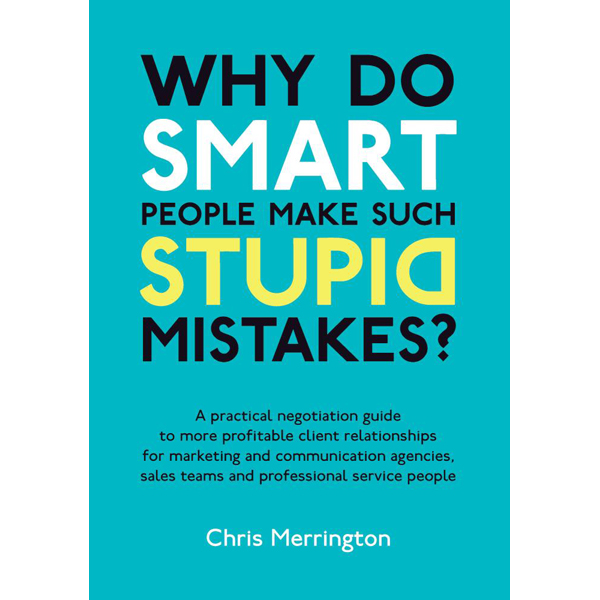 WHY DO
SMART
PEOPLE MAKE SUCH
STUPID
MISTAKES?
A practical negotiation guide
to more profitable client relationships
for marketing and communication agencies,
sales teams and professional service people
Chris Merrington